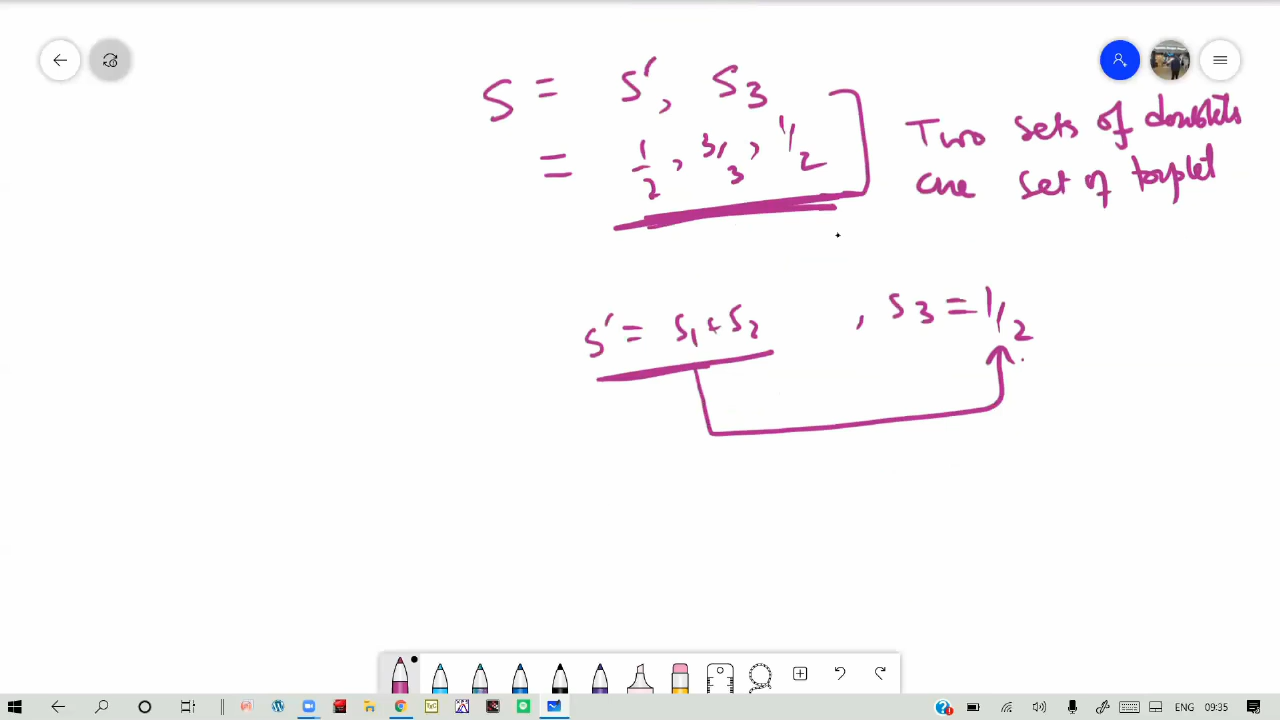 S = S', S3
= 1/2, 3/3, 1/2
Two sets of doublets
one set of triplet
S' = S1 + S2 , S3 = 1/2
ENG 09:35